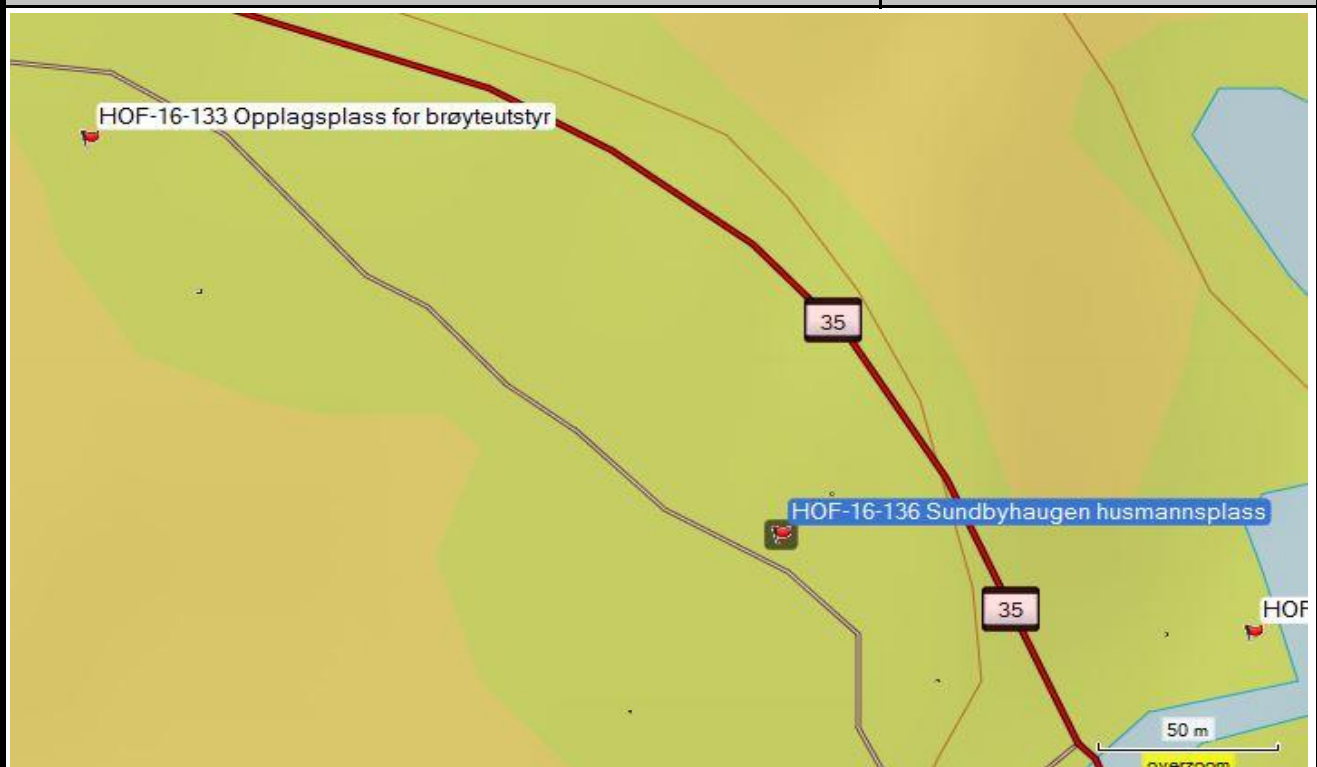 HOF-16-133 Opplagsplass for brøyteutstyr
35
HOF-16-136 Sundbyhaugen husmannsplass
35
HOF
50 m
overzoom